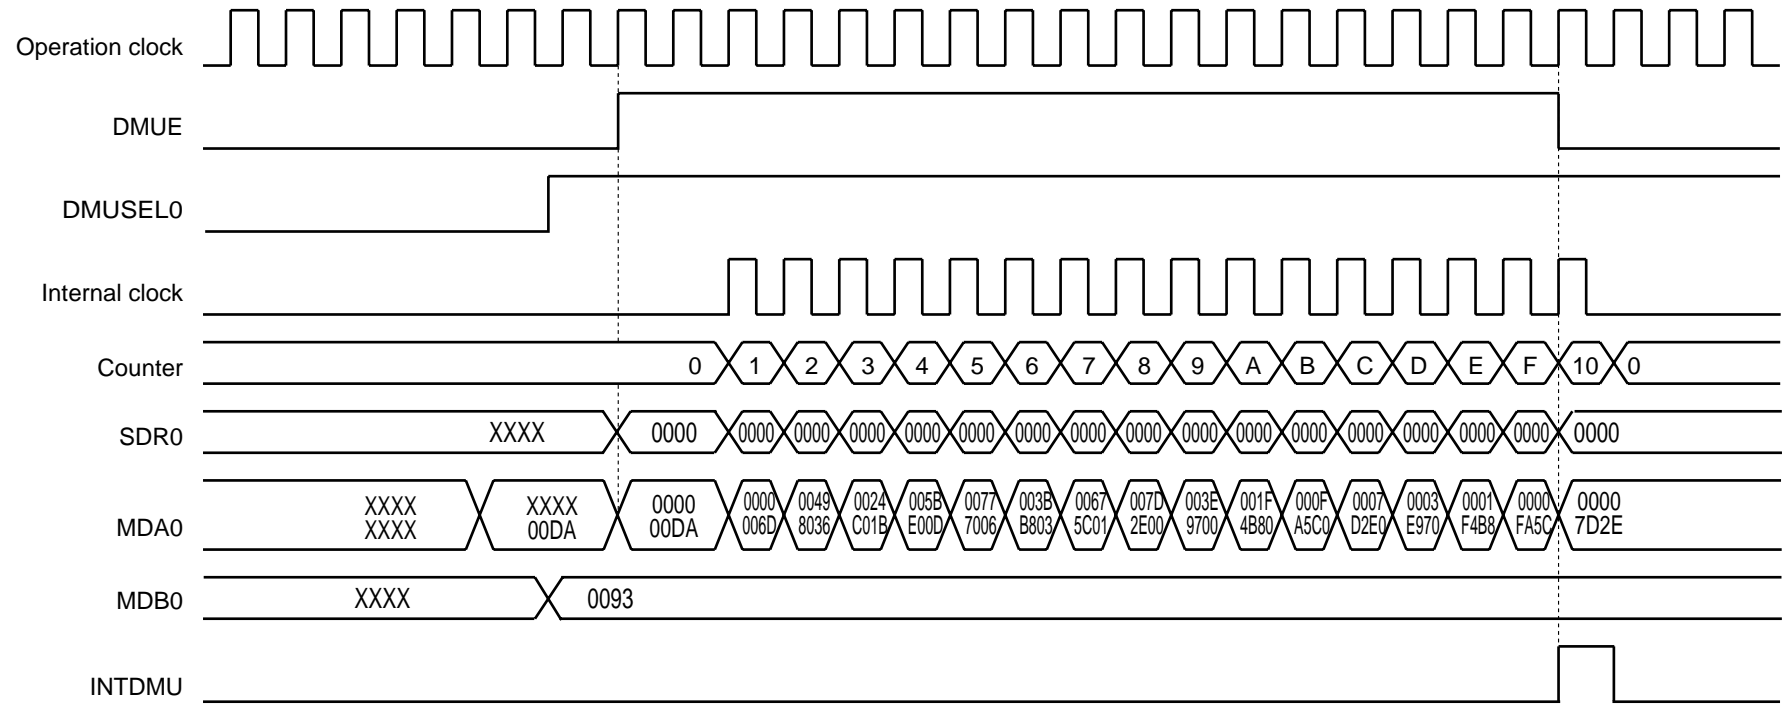 Operation clock
DMUE
DMUSEL0
Internal clock
Counter 0 1 2 3 4 5 6 7 8 9 A B C D E F 10 0
SDR0 XXXX 0000 0000 0000 0000 0000 0000 0000 0000 0000 0000 0000 0000 0000 0000 0000 0000 0000
XXXX XXXX 0000 0000 0049 0024 005B 0077 003B 0067 007D 003E 001F 000F 0007 0003 0001 0000 0000
MDA0 XXXX 00DA 00DA 006D 8036 C01B E00D 7006 B803 5C01 2E00 9700 4B80 A5C0 D2E0 E970 F4B8 FA5C 7D2E
MDB0 XXXX 0093
INTDMU